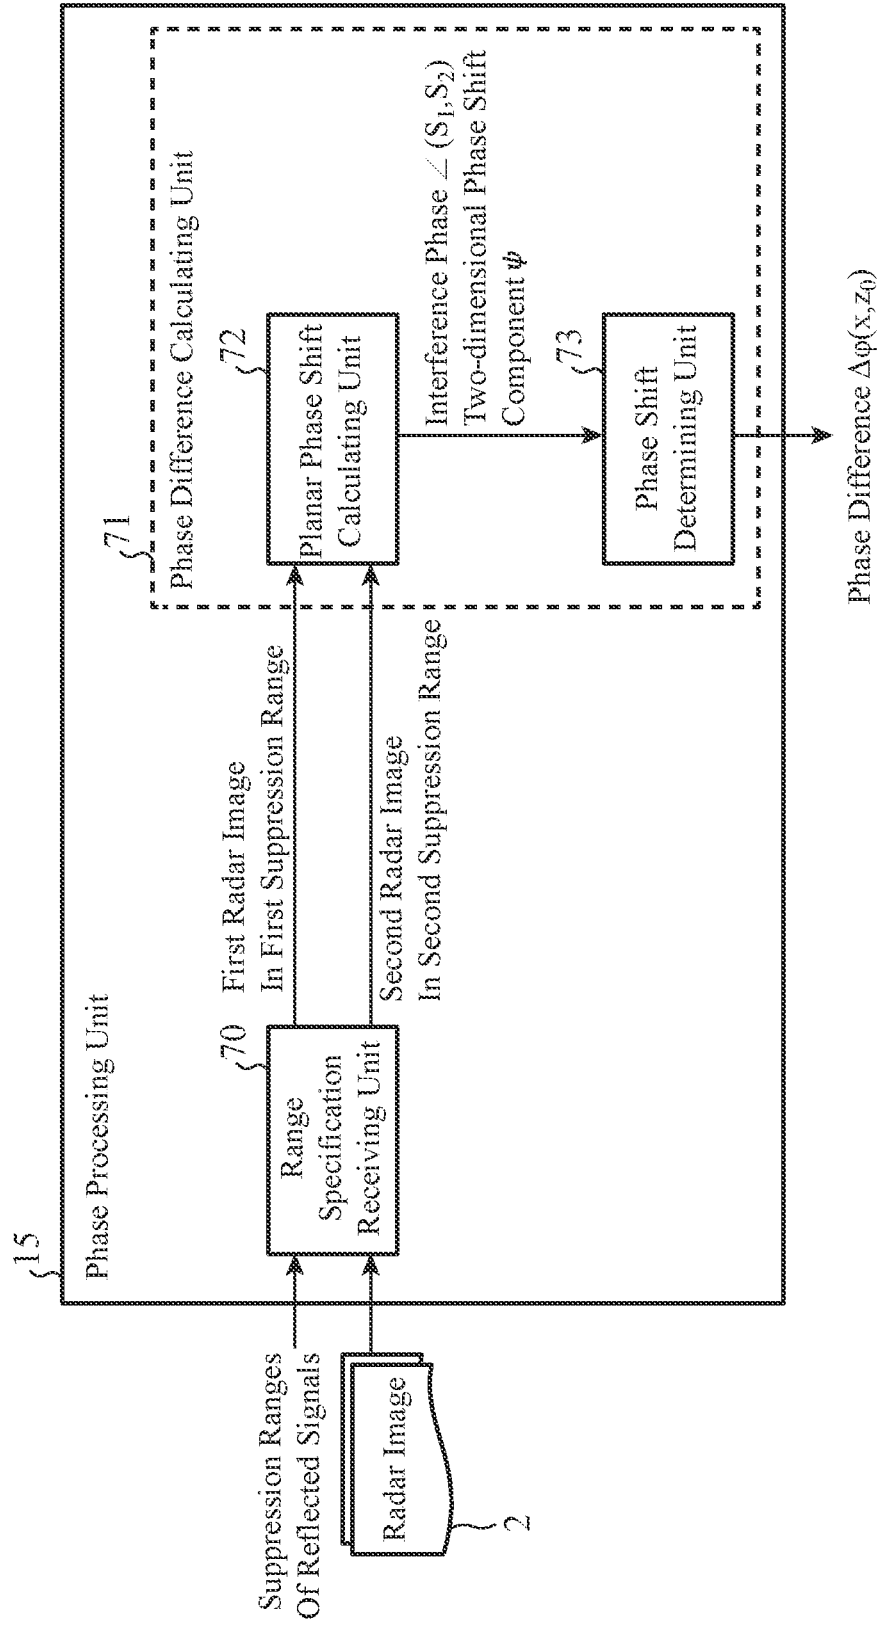 15
Phase Processing Unit
Suppression Ranges
Of Reflected Signals
Radar Image
2
70
Range
Specification
Receiving Unit
First Radar Image
In First Suppression Range
Second Radar Image
In Second Suppression Range
71
Phase Difference Calculating Unit
72
Planar Phase Shift
Calculating Unit
Interference Phase ∠ (S₁,S₂)
Two-dimensional Phase Shift
Component ψ
73
Phase Shift
Determining Unit
Phase Difference Δφ(x,z₀)